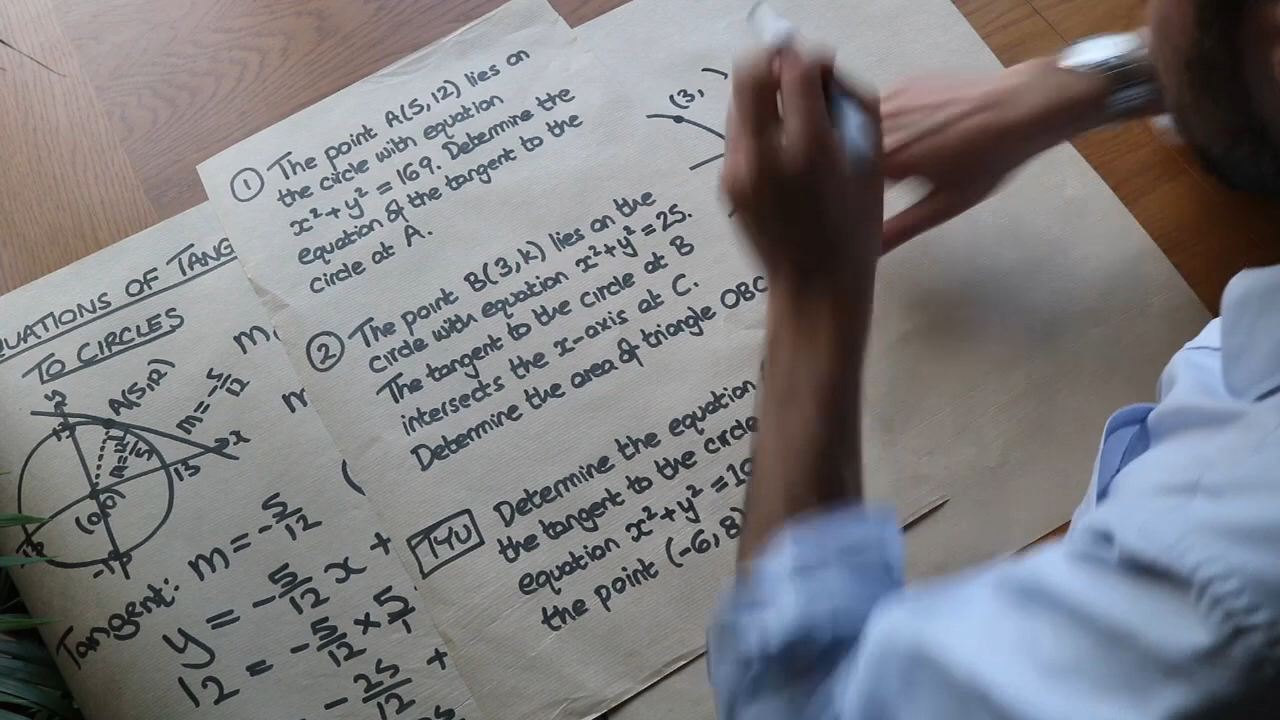 ① The point A(5,12) lies on
the circle with equation
x² + y² = 169. Determine the
equation of the tangent to the
circle at A.
② The point B(3,k) lies on the
circle with equation x² + y² = 25.
The tangent to the circle at B
intersects the x-axis at C.
Determine the area of triangle OBC
TYU Determine the equation
the tangent to the circle
equation x² + y² = 10
the point (-6,8)
(3,
TO CIRCLES
A(5,12)
m = -5/12
y
x
13
(0,0)
Tangent: m = -5/12
y = -5/12 x +
12 = -5/12 × 5/1
- 25/12 +